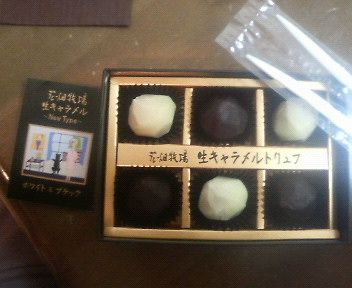 花畑牧場
生キャラメル
~New Type~
ホワイト&ブラック
花畑牧場 生キャラメルトリュフ